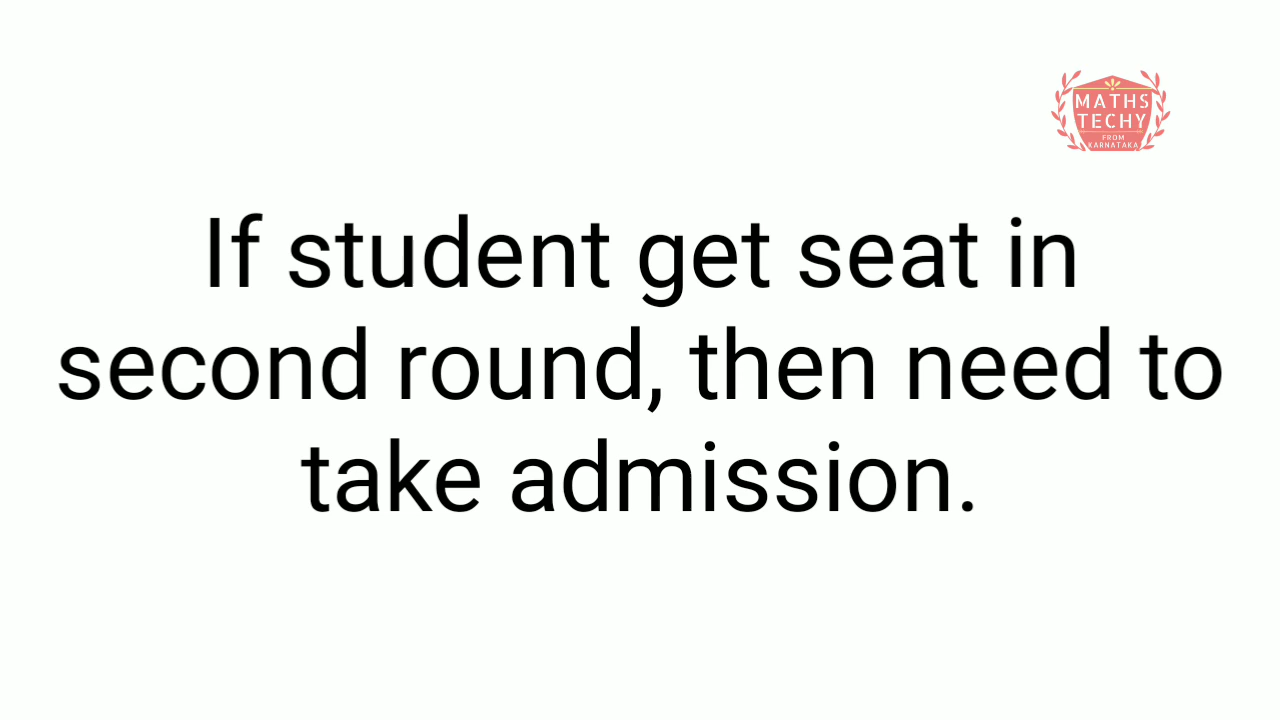 MATHS
TECHY
FROM
KARNATAKA
If student get seat in
second round, then need to
take admission.